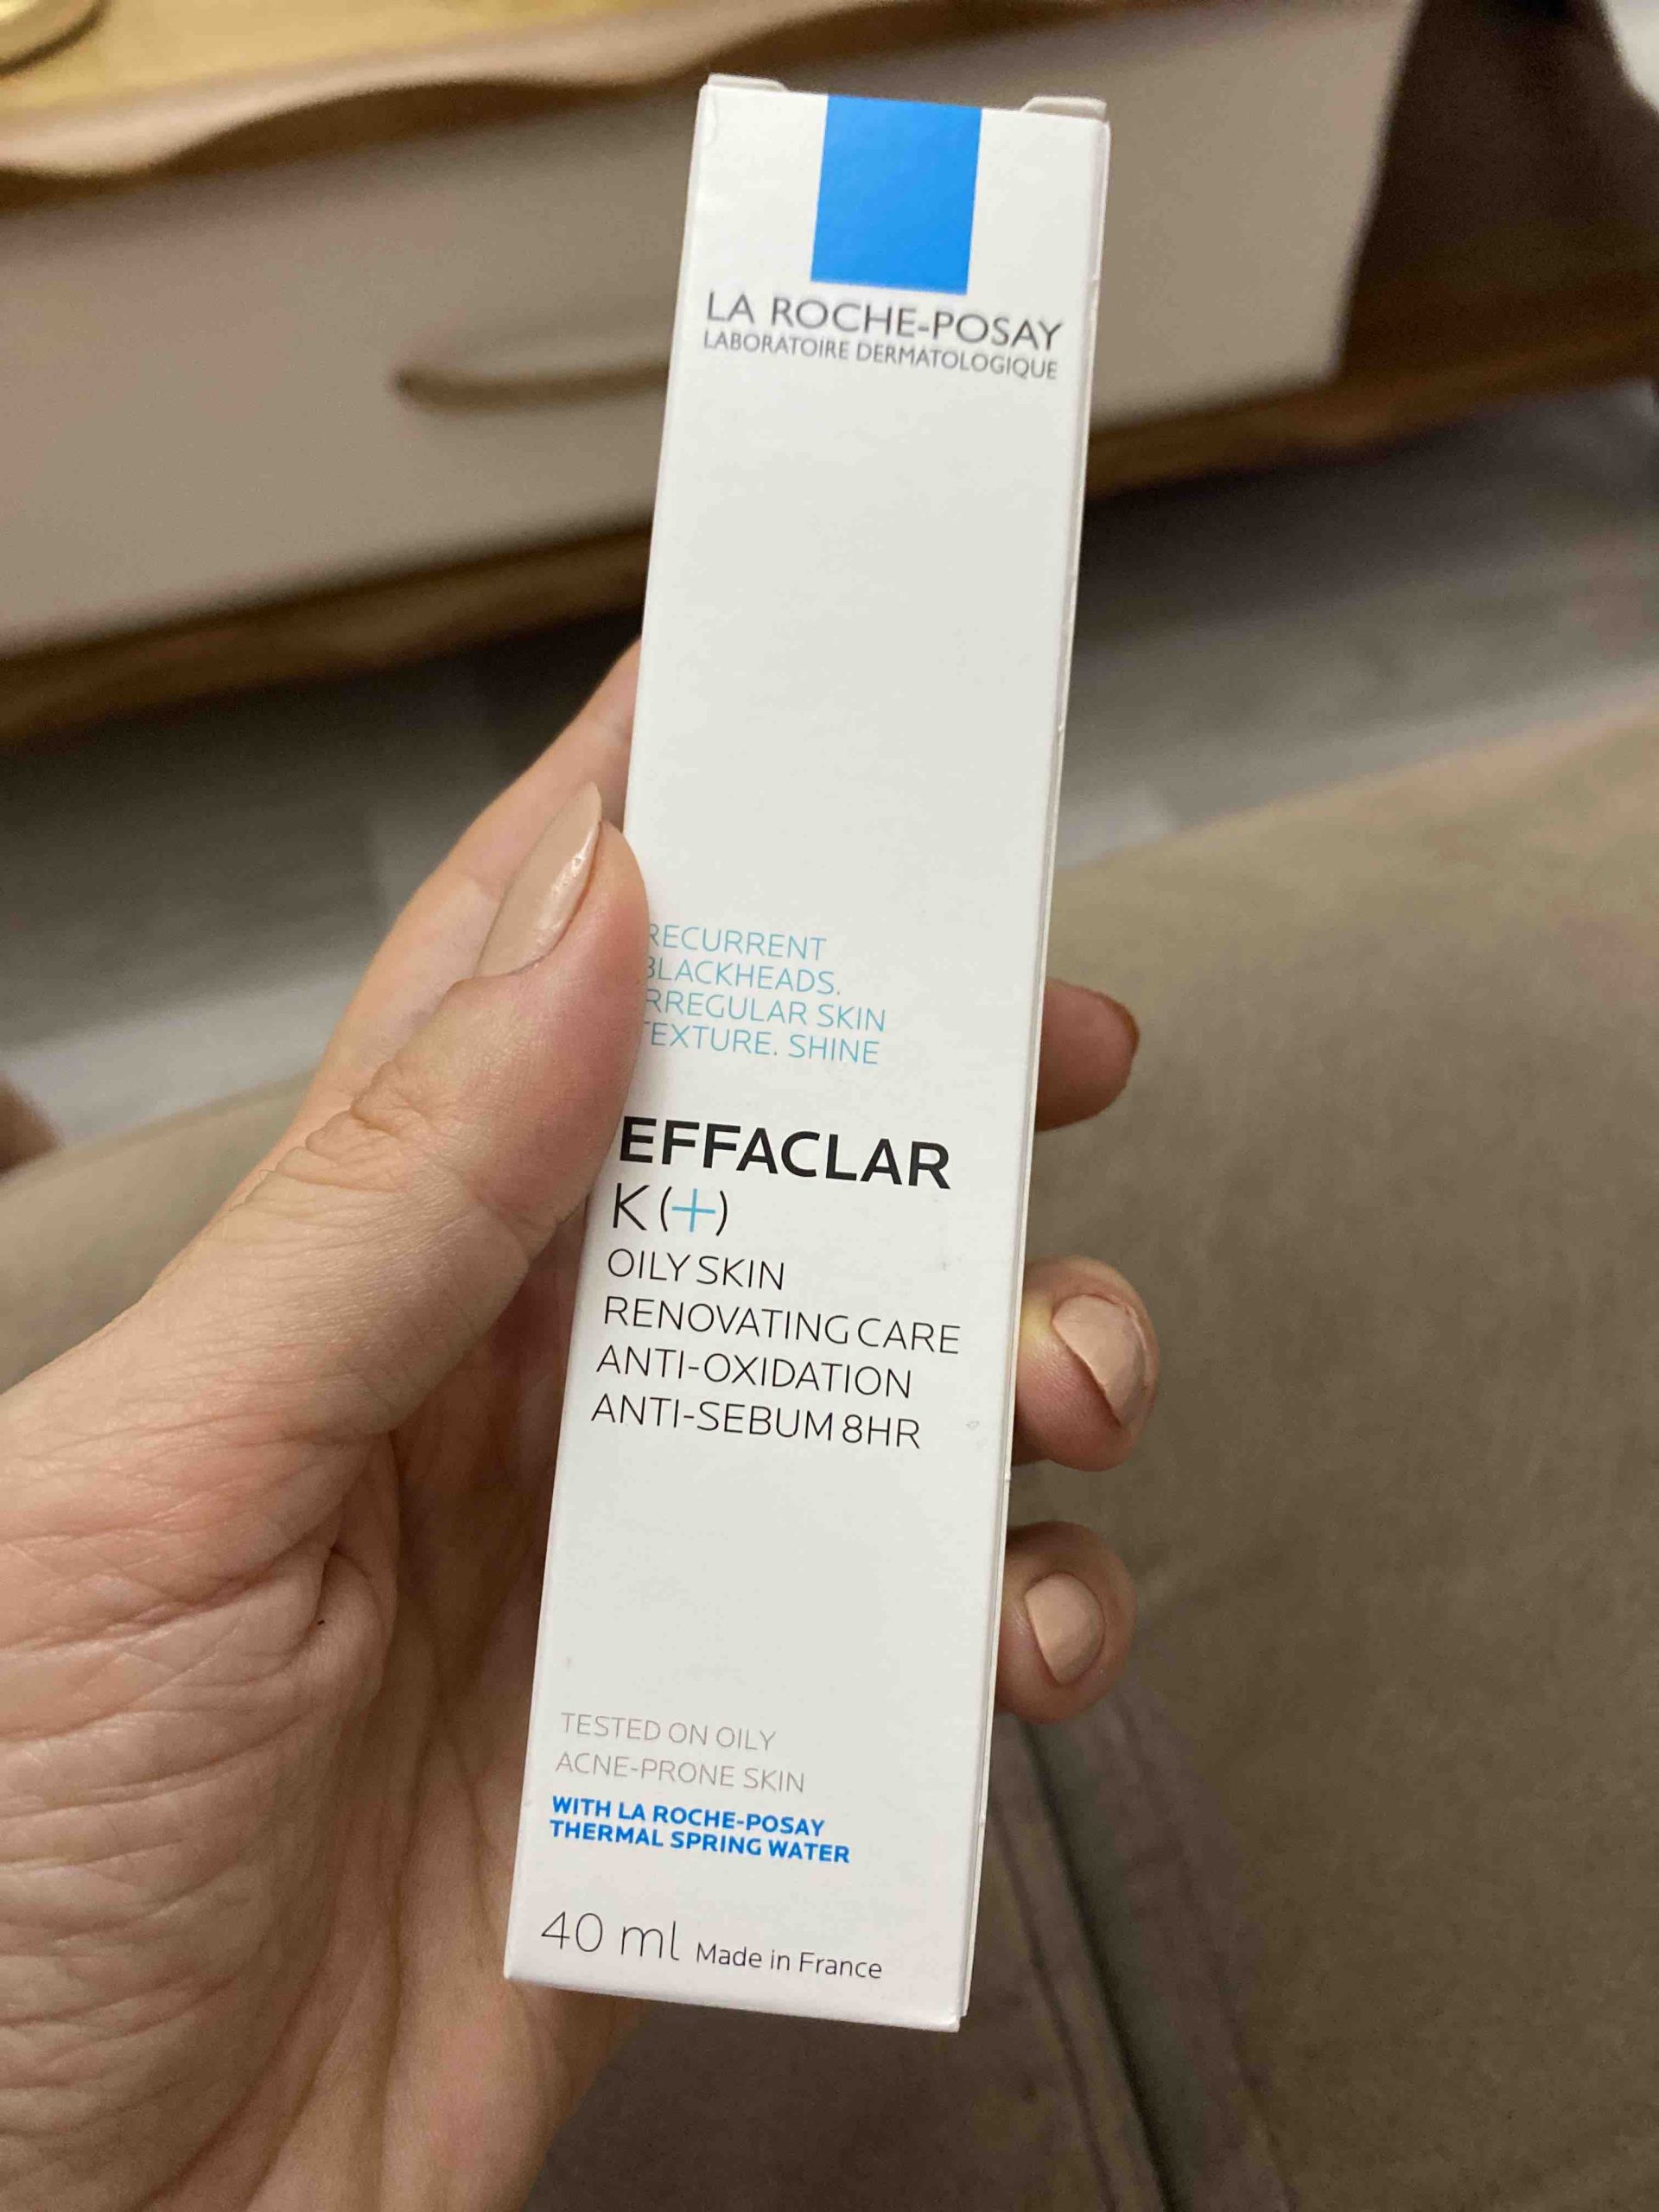 LA ROCHE-POSAY
LABORATOIRE DERMATOLOGIQUE
RECURRENT
BLACKHEADS.
IRREGULAR SKIN
TEXTURE. SHINE
EFFACLAR
K (+)
OILY SKIN
RENOVATING CARE
ANTI-OXIDATION
ANTI-SEBUM 8HR
TESTED ON OILY
ACNE-PRONE SKIN
WITH LA ROCHE-POSAY
THERMAL SPRING WATER
40 ml Made in France